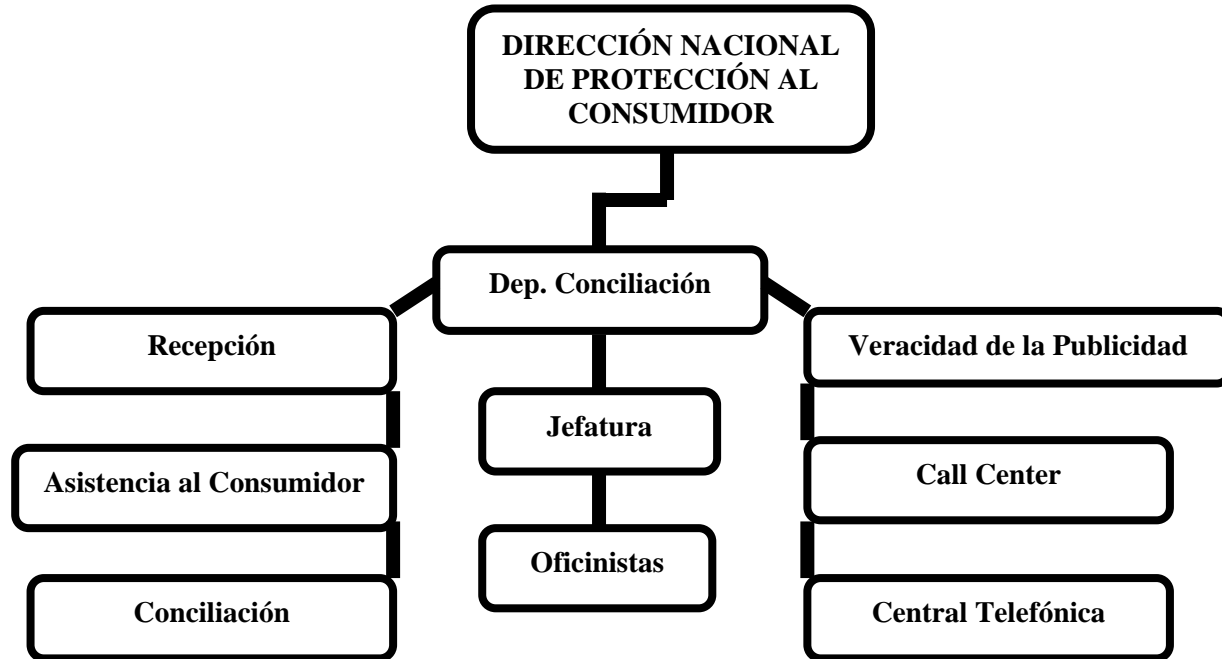 DIRECCIÓN NACIONAL
DE PROTECCIÓN AL
CONSUMIDOR
Dep. Conciliación
Recepción
Veracidad de la Publicidad
Jefatura
Asistencia al Consumidor
Call Center
Oficinistas
Conciliación
Central Telefónica